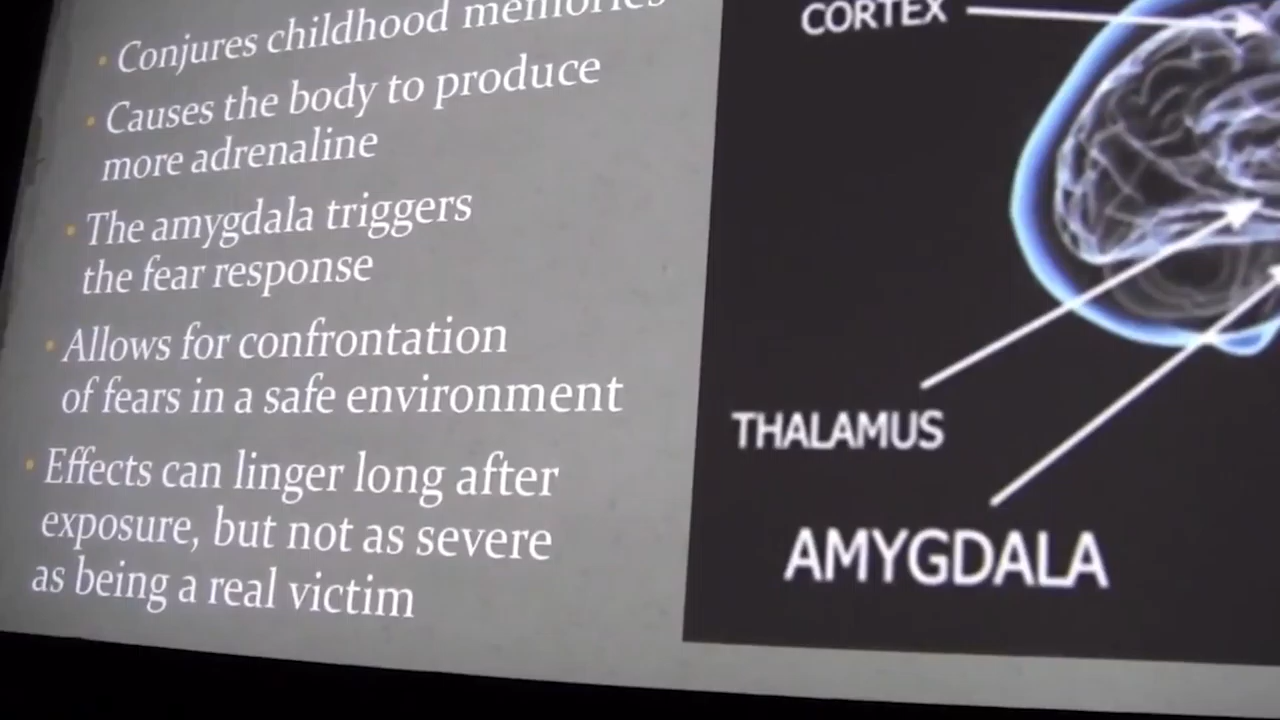 • Conjures childhood memories
• Causes the body to produce
more adrenaline
• The amygdala triggers
the fear response
• Allows for confrontation
of fears in a safe environment
• Effects can linger long after
exposure, but not as severe
as being a real victim
CORTEX
THALAMUS
AMYGDALA